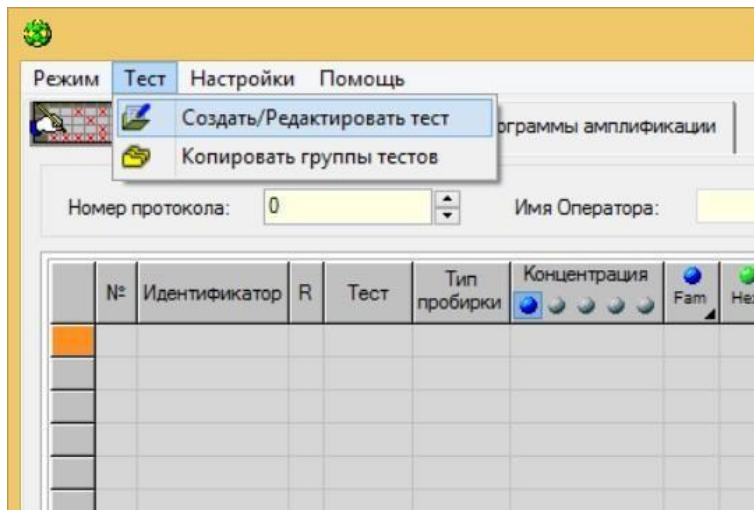 Режим Тест Настройки Помощь
Создать/Редактировать тест
Копировать группы тестов
ограммы амплификации
Номер протокола: 0 Имя Оператора:
№ Идентификатор R Тест Тип пробирки Концентрация Fam Hex